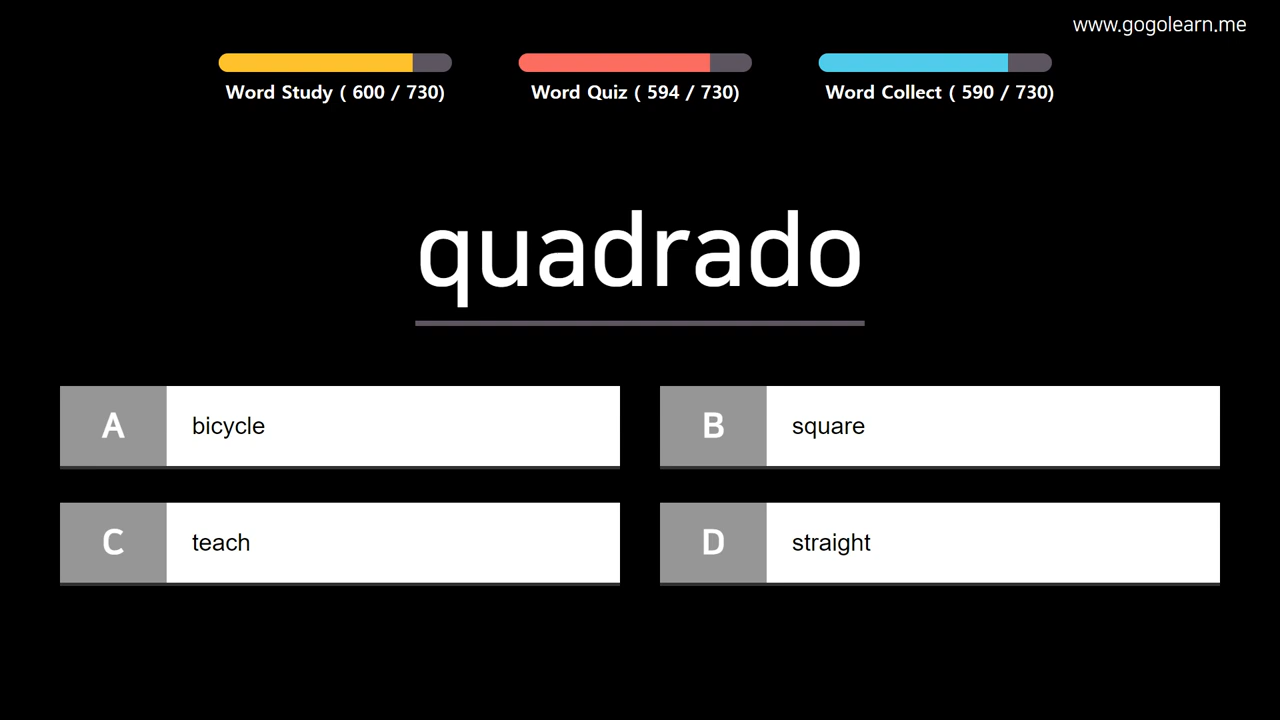 www.gogolearn.me
Word Study ( 600 / 730)
Word Quiz ( 594 / 730)
Word Collect ( 590 / 730)
quadrado
A bicycle
B square
C teach
D straight